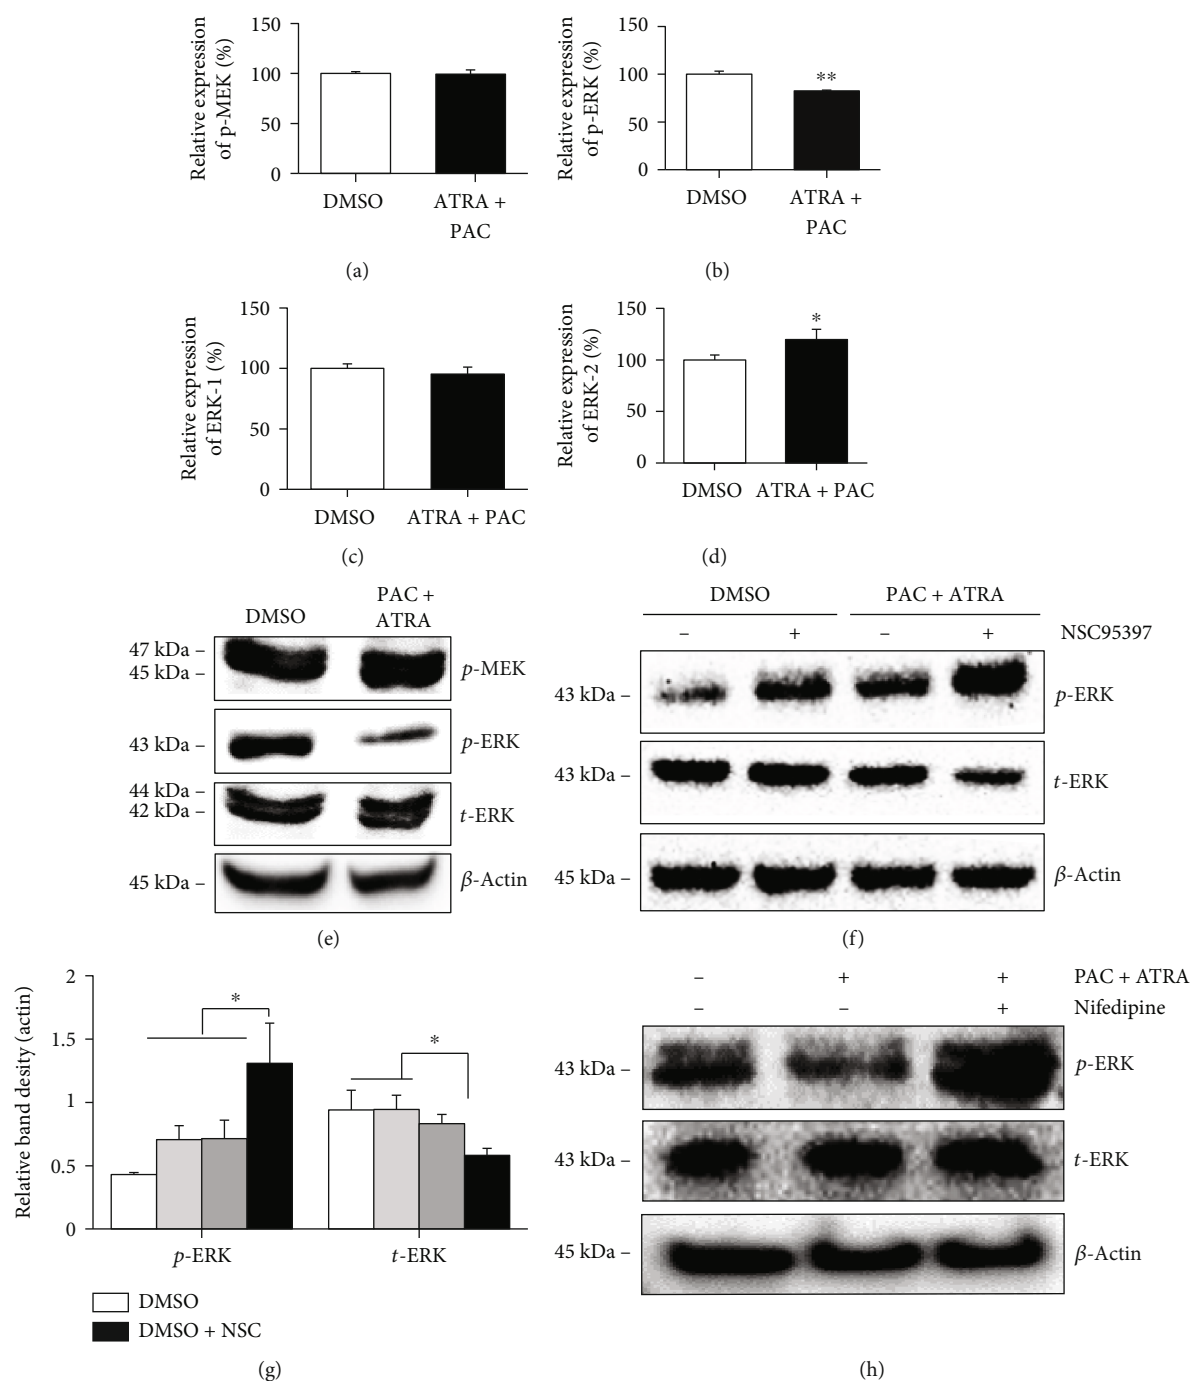 Relative expression
of p-MEK (%)
150
100
50
0
DMSO
ATRA +
PAC
(a)
Relative expression
of p-ERK (%)
150
100
50
0
**
DMSO
ATRA +
PAC
(b)
Relative expression
of ERK-1 (%)
150
100
50
0
DMSO
ATRA + PAC
(c)
Relative expression
of ERK-2 (%)
150
100
50
0
*
DMSO
ATRA + PAC
(d)
DMSO
PAC +
ATRA
47 kDa –
45 kDa –
p-MEK
43 kDa –
p-ERK
44 kDa –
42 kDa –
t-ERK
45 kDa –
β-Actin
(e)
DMSO
PAC + ATRA
– + – + NSC95397
43 kDa –
p-ERK
43 kDa –
t-ERK
45 kDa –
β-Actin
(f)
Relative band desity (actin)
2
1.5
1
0.5
0
*
*
p-ERK
t-ERK
DMSO
DMSO + NSC
(g)
– + + PAC + ATRA
– – + Nifedipine
43 kDa –
p-ERK
43 kDa –
t-ERK
45 kDa –
β-Actin
(h)